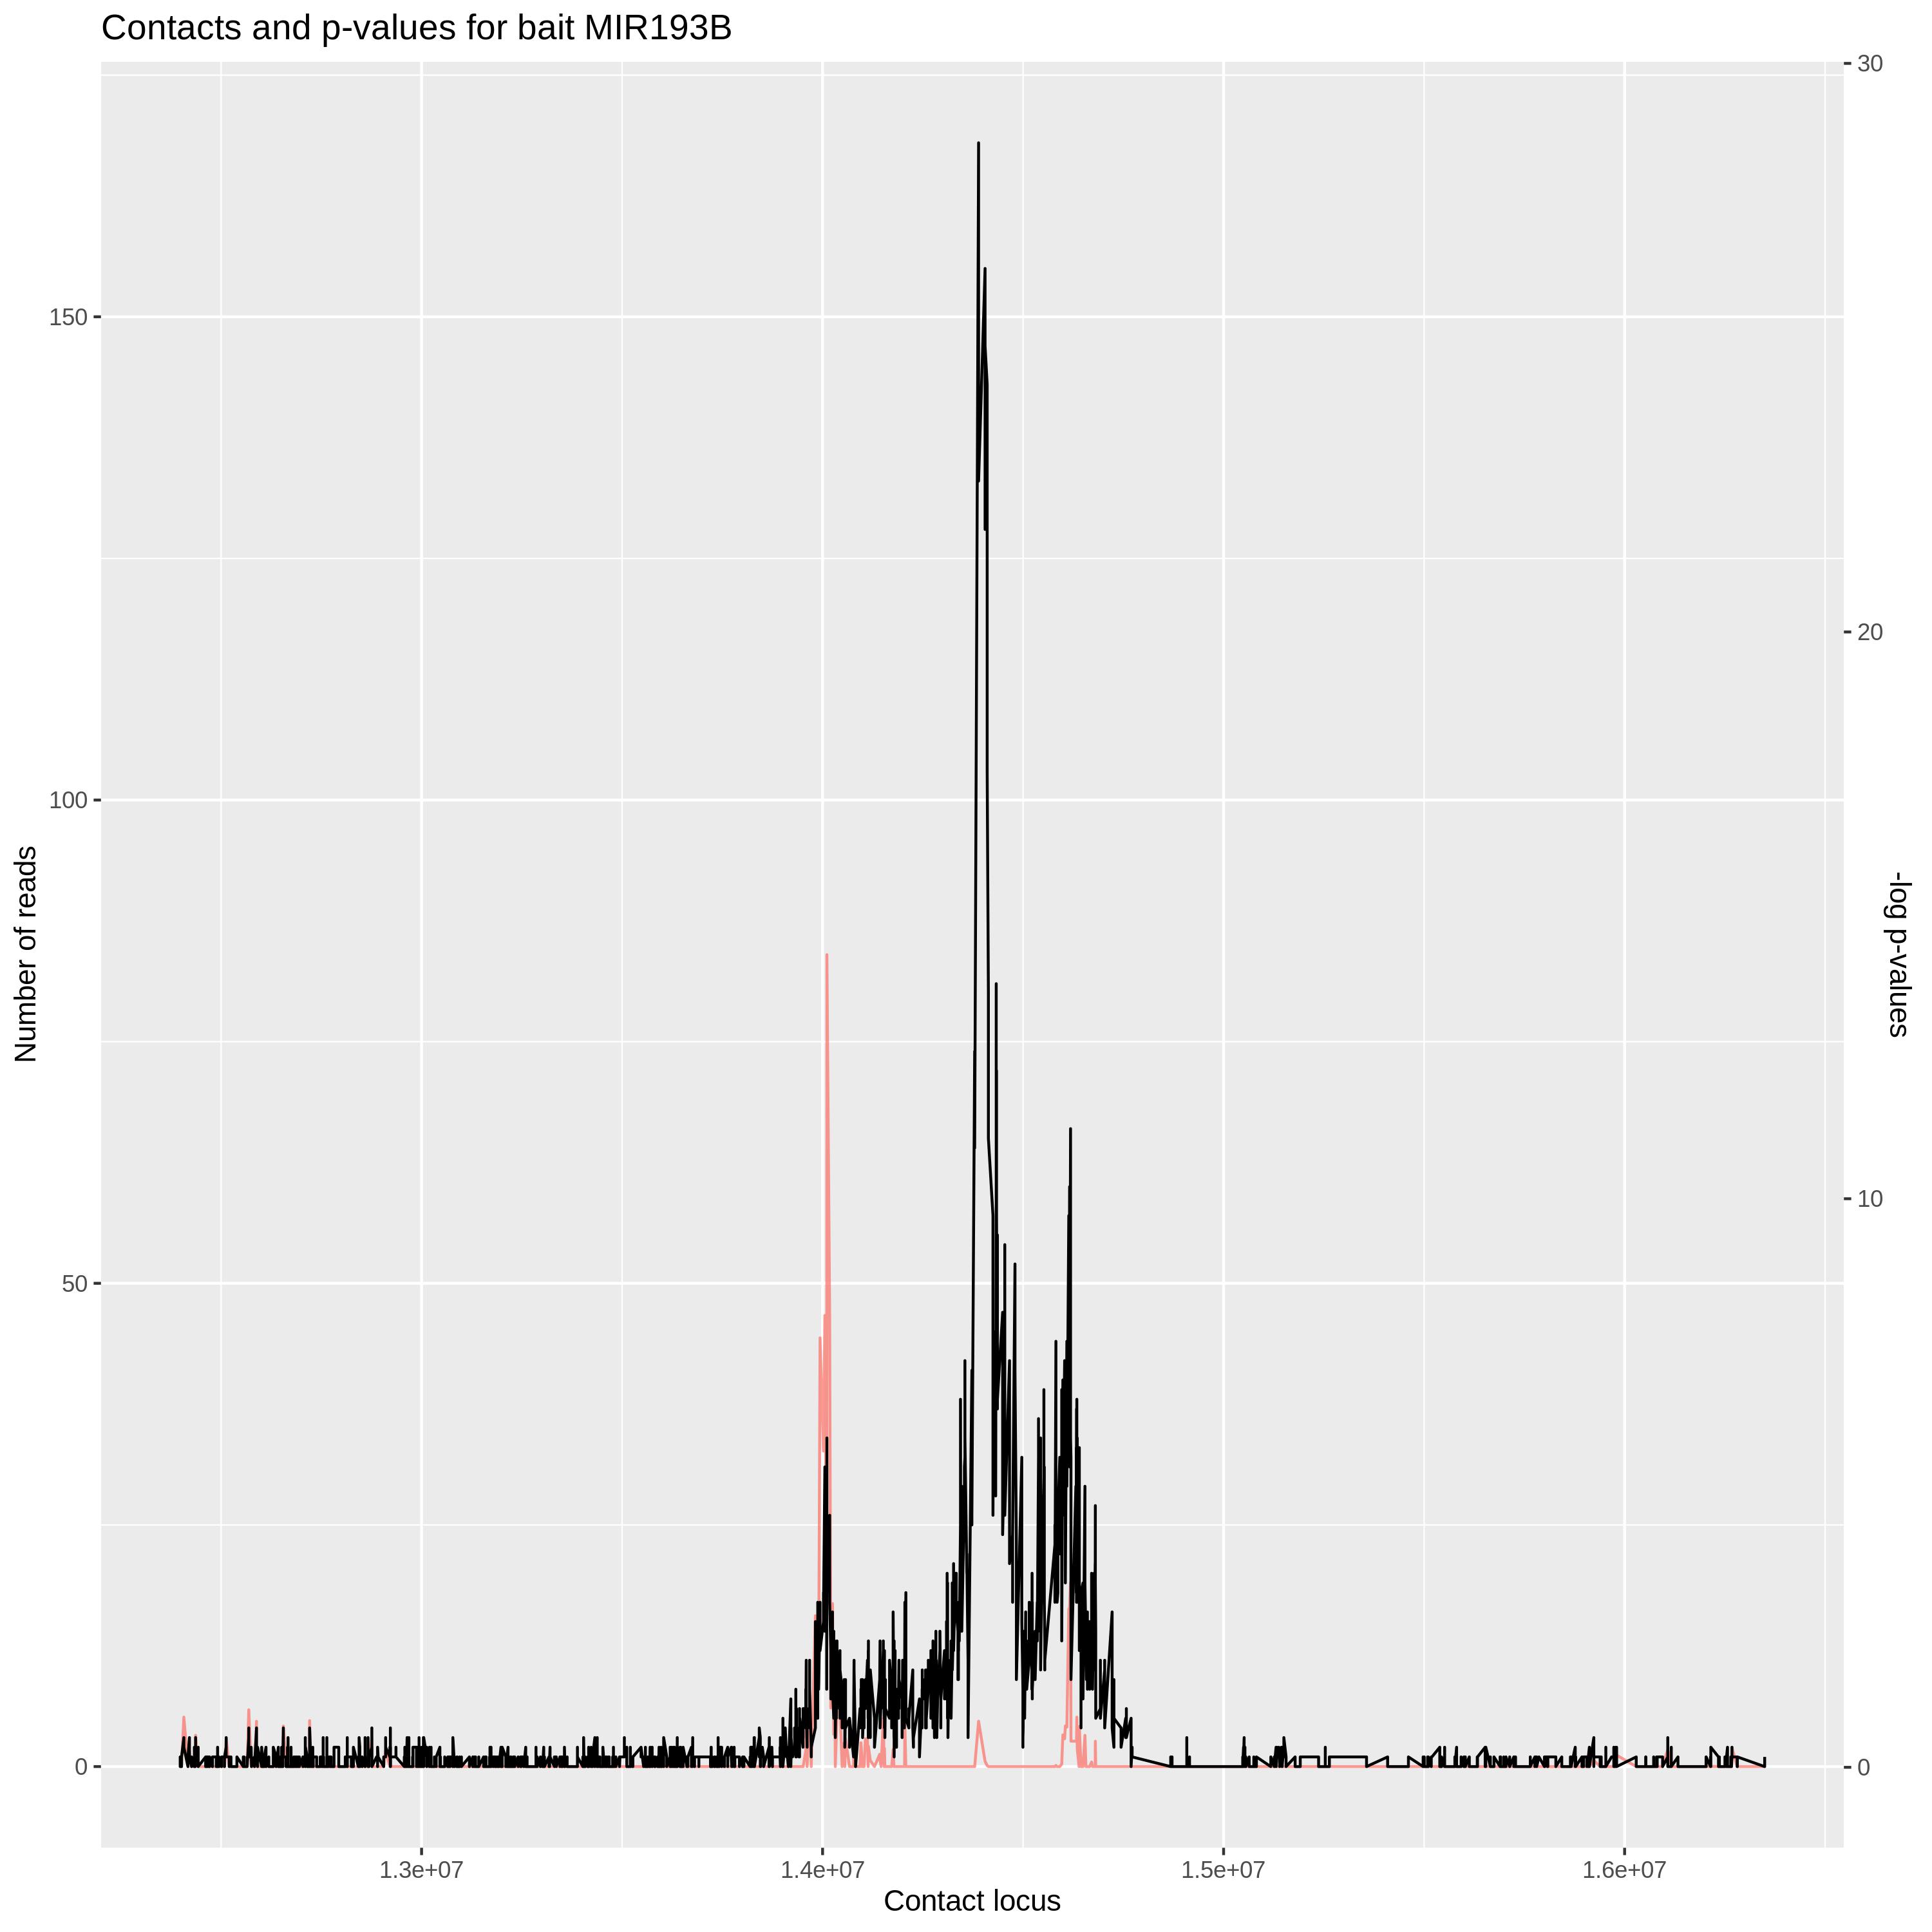 Contacts and p-values for bait MIR193B
30
150
20
100
Number of reads
-log p-values
10
50
0
0
1.3e+07
1.4e+07
1.5e+07
1.6e+07
Contact locus